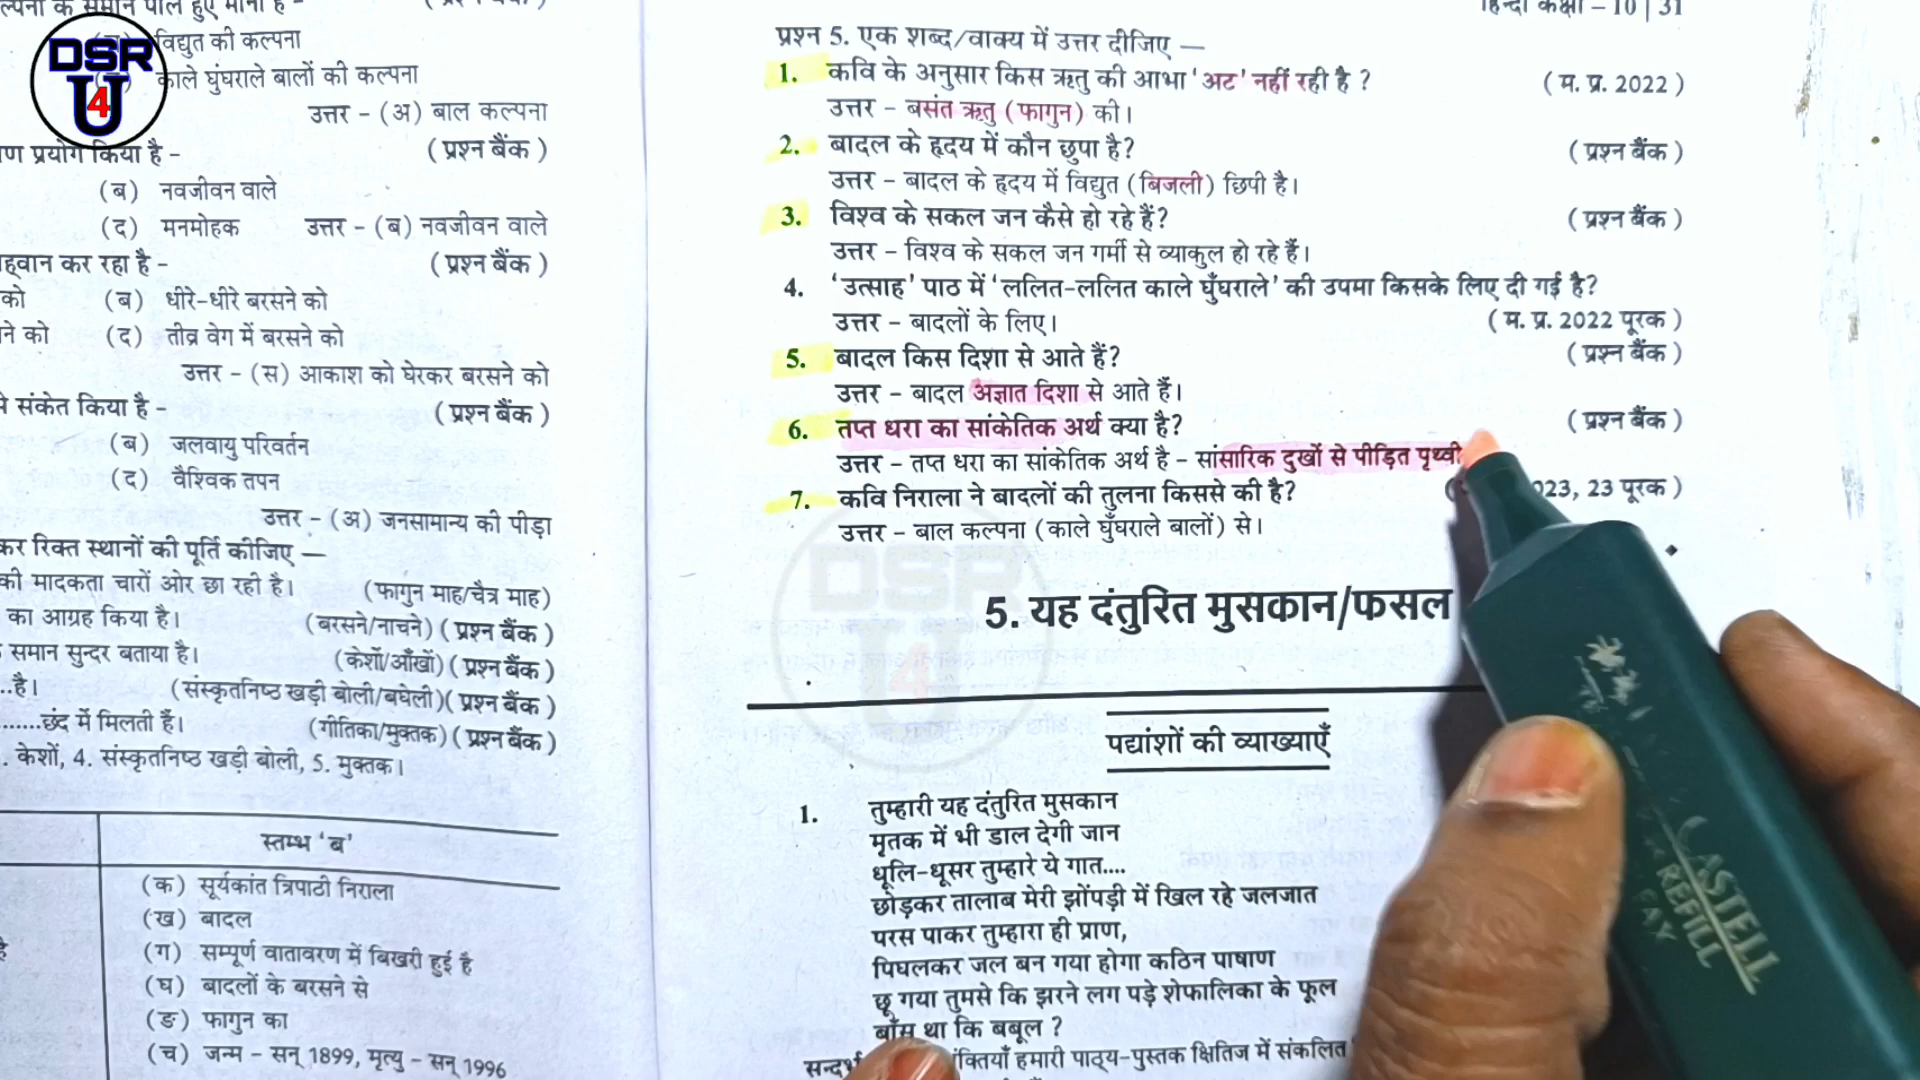 DSR
U
4
विद्युत की कल्पना
काले घुंघराले बालों की कल्पना
उत्तर – (अ) बाल कल्पना
प्रयोग किया है –
( प्रश्न बैंक )
(ब) नवजीवन वाले
(द) मनमोहक
उत्तर – (ब) नवजीवन वाले
कर रहा है –
( प्रश्न बैंक )
को
(ब) धीरे-धीरे बरसने को
ने को
(द) तीव्र वेग में बरसने को
उत्तर – (स) आकाश को घेरकर बरसने को
संकेत किया है –
( प्रश्न बैंक )
(ब) जलवायु परिवर्तन
(द) वैश्विक तपन
उत्तर – (अ) जनसामान्य की पीड़ा
कर रिक्त स्थानों की पूर्ति कीजिए —
की मादकता चारों ओर छा रही है।
(फागुन माह/चैत्र माह)
का आग्रह किया है।
(बरसने/नाचने) ( प्रश्न बैंक )
समान सुन्दर बताया है।
(केशों/आँखों) ( प्रश्न बैंक )
..है।
(संस्कृतनिष्ठ खड़ी बोली/बघेली) ( प्रश्न बैंक )
.......छंद में मिलती हैं।
(गीतिका/मुक्तक) ( प्रश्न बैंक )
. केशों, 4. संस्कृतनिष्ठ खड़ी बोली, 5. मुक्तक।
स्तम्भ ‘ब’
(क) सूर्यकांत त्रिपाठी निराला
(ख) बादल
(ग) सम्पूर्ण वातावरण में बिखरी हुई है
(घ) बादलों के बरसने से
(ङ) फागुन का
(च) जन्म – सन् 1899, मृत्यु – सन् 1996
हिन्दी कक्षा – 10 | 31
प्रश्न 5. एक शब्द/वाक्य में उत्तर दीजिए —
1. कवि के अनुसार किस ऋतु की आभा ‘अट’ नहीं रही है ? ( म. प्र. 2022 )
उत्तर – बसंत ऋतु (फागुन) की।
2. बादल के हृदय में कौन छुपा है? ( प्रश्न बैंक )
उत्तर – बादल के हृदय में विद्युत (बिजली) छिपी है।
3. विश्व के सकल जन कैसे हो रहे हैं? ( प्रश्न बैंक )
उत्तर – विश्व के सकल जन गर्मी से व्याकुल हो रहे हैं।
4. ‘उत्साह’ पाठ में ‘ललित-ललित काले घुँघराले’ की उपमा किसके लिए दी गई है?
उत्तर – बादलों के लिए। ( म. प्र. 2022 पूरक )
5. बादल किस दिशा से आते हैं? ( प्रश्न बैंक )
उत्तर – बादल अज्ञात दिशा से आते हैं।
6. तप्त धरा का सांकेतिक अर्थ क्या है? ( प्रश्न बैंक )
उत्तर – तप्त धरा का सांकेतिक अर्थ है – सांसारिक दुखों से पीड़ित पृथ्वी
7. कवि निराला ने बादलों की तुलना किससे की है? 23 पूरक )
उत्तर – बाल कल्पना (काले घुँघराले बालों) से।
5. यह दंतुरित मुसकान/फसल
पद्यांशों की व्याख्याएँ
1. तुम्हारी यह दंतुरित मुसकान
मृतक में भी डाल देगी जान
धूलि-धूसर तुम्हारे ये गात....
छोड़कर तालाब मेरी झोंपड़ी में खिल रहे जलजात
परस पाकर तुम्हारा ही प्राण,
पिघलकर जल बन गया होगा कठिन पाषाण
छू गया तुमसे कि झरने लग पड़े शेफालिका के फूल
बाँस था कि बबूल ?
हमारी पाठ्य-पुस्तक क्षितिज में संकलित
DSR
U
4
CASTELL
REFILL